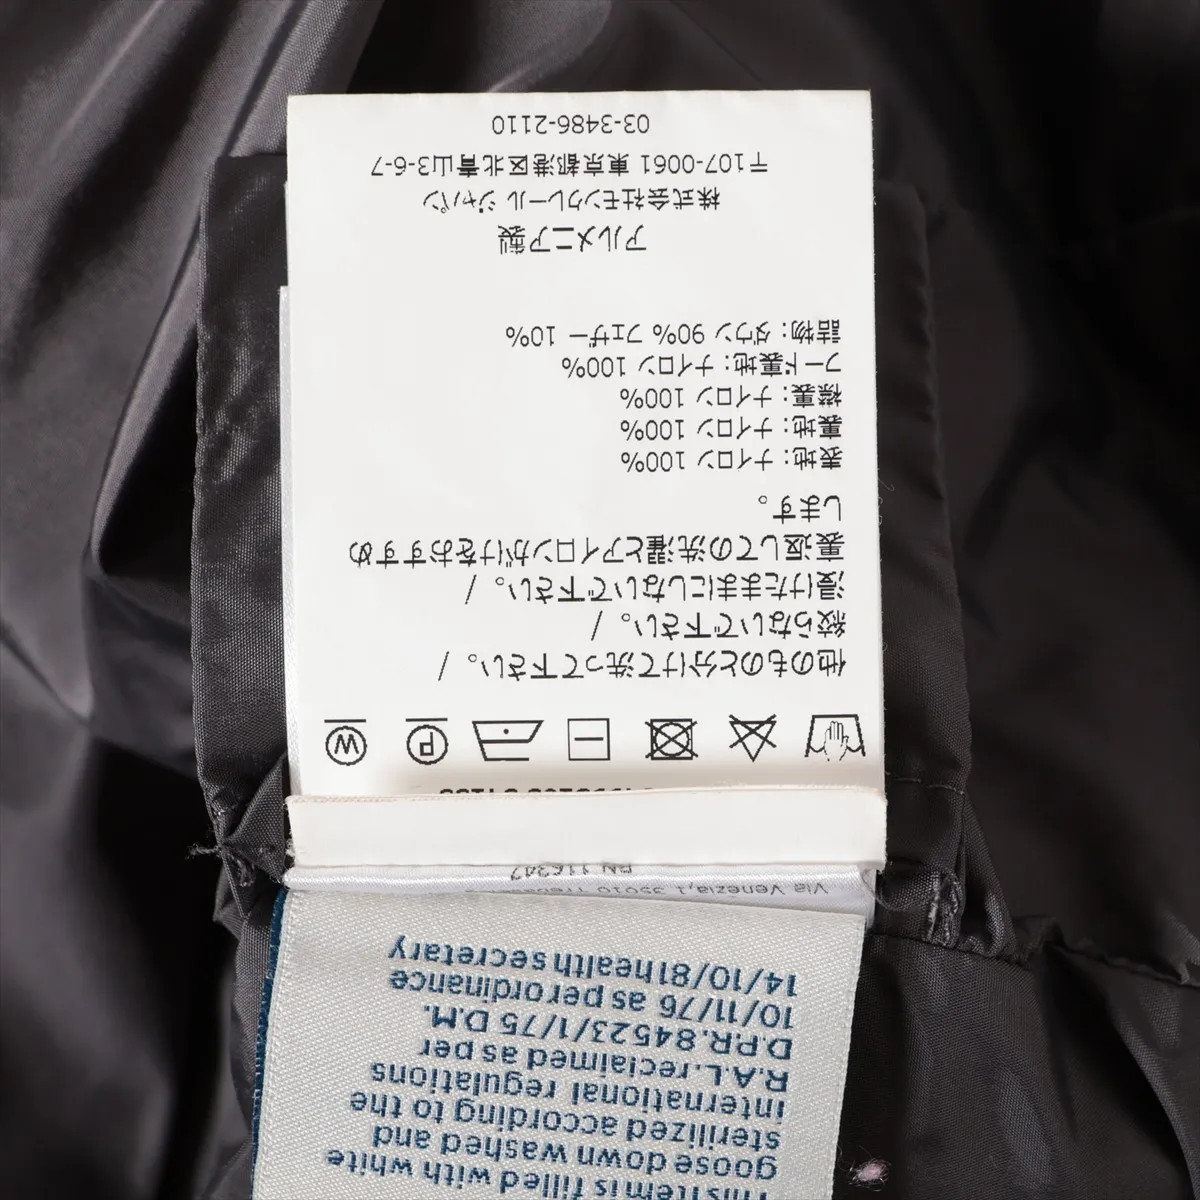 This item is filled with white
goose down washed and
sterilized according to the
international regulations
R.A.L. reclaimed as per
D.P.R. 84523/1/75 D.M.
10/11/76 as per ordinance
14/10/81 health secretary
Via Venezia,1 35010
RN
P W
他のものと分けて洗って下さい。 /
絞らないで下さい。 /
浸けたままにしないで下さい。 /
裏返しての洗濯とアイロンがけをおすすめ
します。
表地: ナイロン 100%
裏地: ナイロン 100%
襟裏: ナイロン 100%
フード裏地: ナイロン 100%
詰物: ダウン 90% フェザー 10%
アルメニア製
株式会社モンクレール ジャパン
〒107-0061 東京都港区北青山3-6-7
03-3486-2110